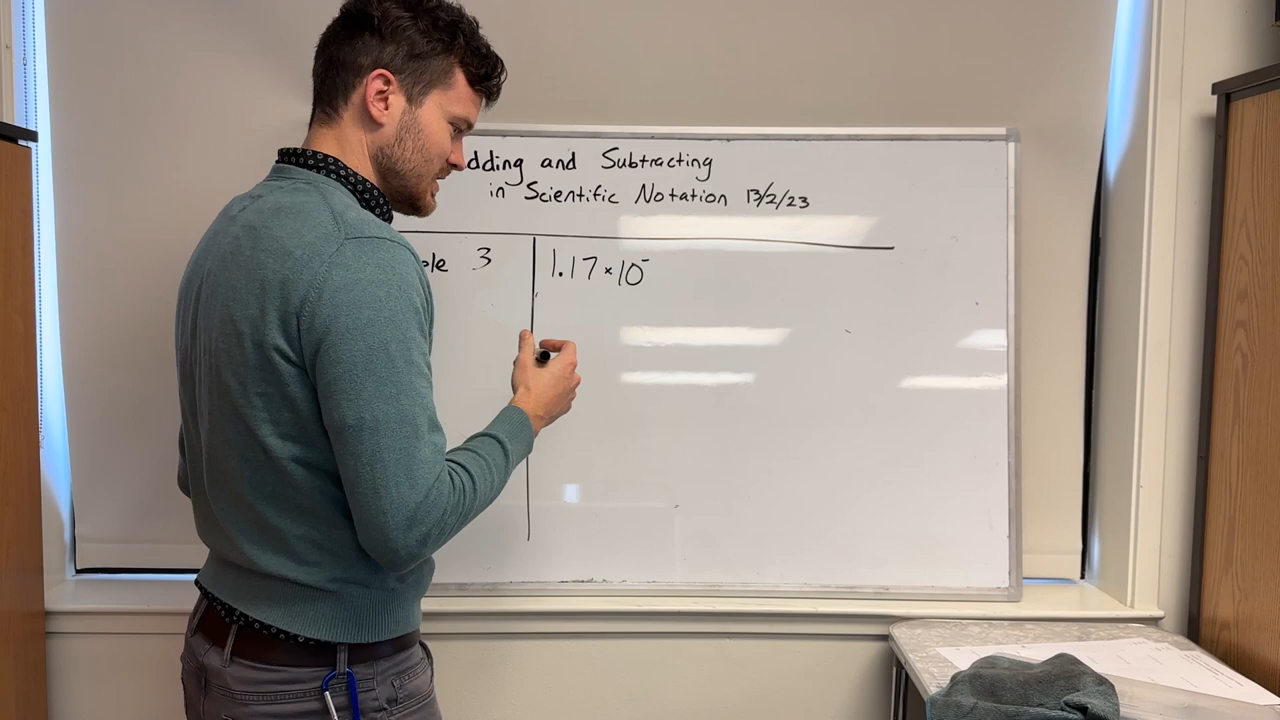 dding and Subtracting
in Scientific Notation 13/2/23
ple 3
1.17×10⁻